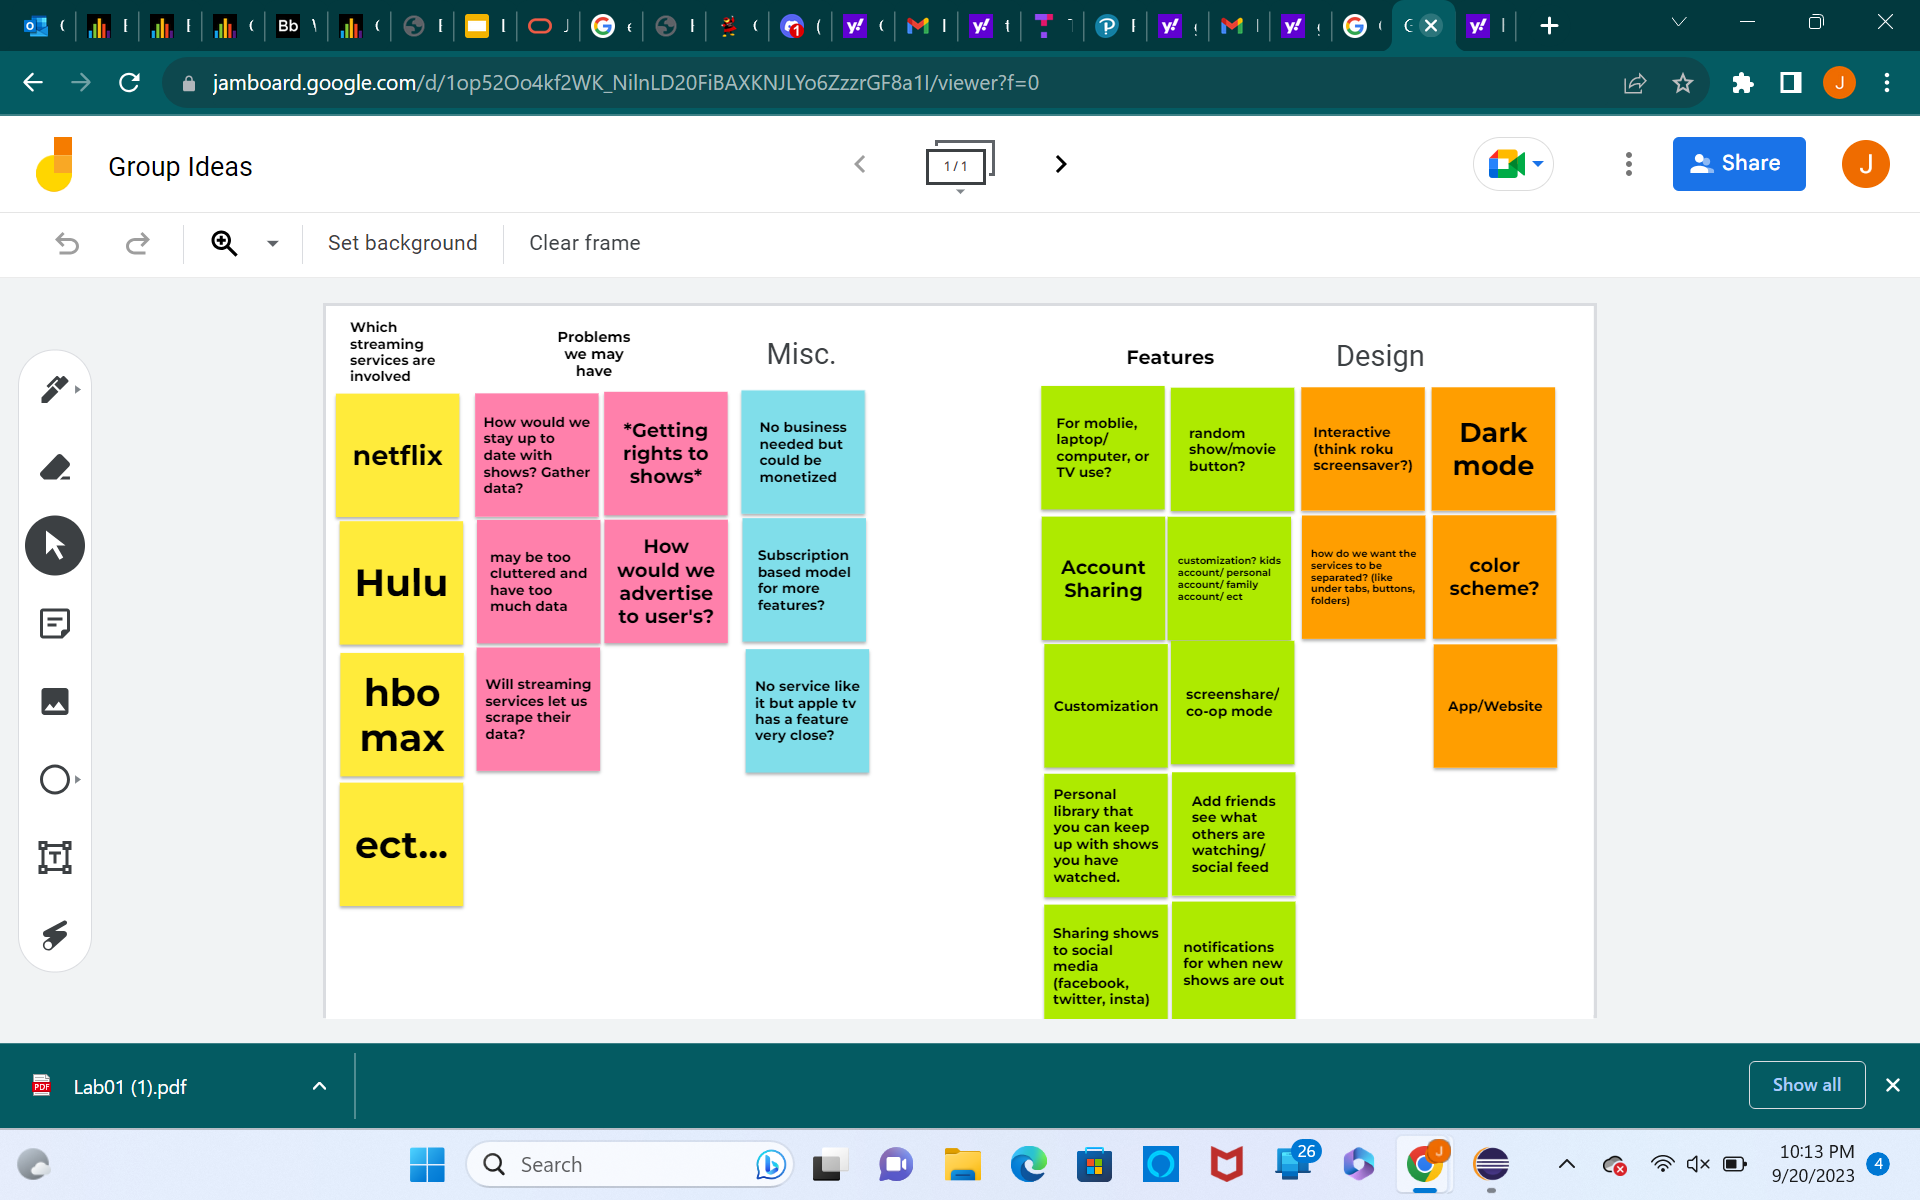 jamboard.google.com/d/1op52Oo4kf2WK_NilnLD20FiBAXKNJLYo6ZzzrGF8a1I/viewer?f=0
J
Group Ideas
1 / 1
Share
J
Set background
Clear frame
Which
streaming
services are
involved
Problems
we may
have
Misc.
Features
Design
netflix
Hulu
hbo
max
ect...
How would we
stay up to
date with
shows? Gather
data?
*Getting
rights to
shows*
may be too
cluttered and
have too
much data
How
would we
advertise
to user's?
Will streaming
services let us
scrape their
data?
No business
needed but
could be
monetized
Subscription
based model
for more
features?
No service like
it but apple tv
has a feature
very close?
For moblie,
laptop/
computer, or
TV use?
random
show/movie
button?
Account
Sharing
customization? kids
account/ personal
account/ family
account/ ect
Customization
screenshare/
co-op mode
Personal
library that
you can keep
up with shows
you have
watched.
Add friends
see what
others are
watching/
social feed
Sharing shows
to social
media
(facebook,
twitter, insta)
notifications
for when new
shows are out
Interactive
(think roku
screensaver?)
Dark
mode
how do we want the
services to be
separated? (like
under tabs, buttons,
folders)
color
scheme?
App/Website
PDF
Lab01 (1).pdf
Show all
Search
26
J
10:13 PM
9/20/2023
4